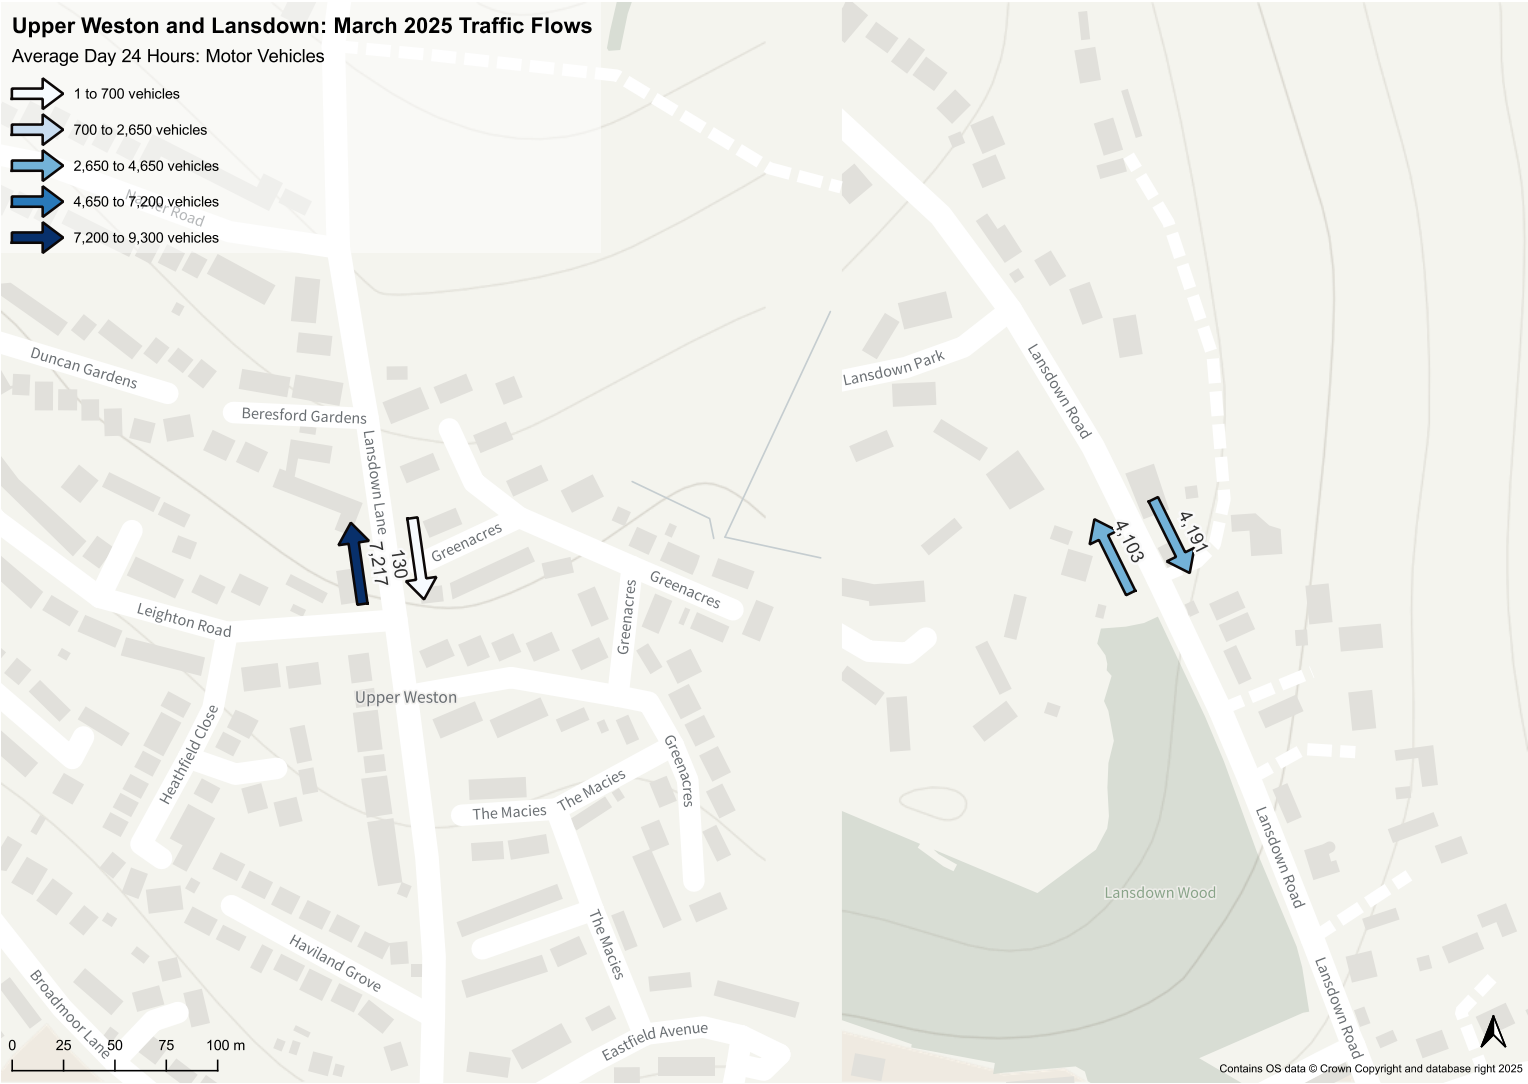 Upper Weston and Lansdown: March 2025 Traffic Flows
Average Day 24 Hours: Motor Vehicles
1 to 700 vehicles
700 to 2,650 vehicles
2,650 to 4,650 vehicles
4,650 to 7,200 vehicles
7,200 to 9,300 vehicles
Napier Road
Duncan Gardens
Beresford Gardens
Lansdown Lane
Greenacres
7,217
130
Greenacres
Greenacres
Leighton Road
Upper Weston
Heathfield Close
Greenacres
The Macies
The Macies
The Macies
Haviland Grove
Broadmoor Lane
Eastfield Avenue
Lansdown Park
Lansdown Road
4,103
4,191
Lansdown Road
Lansdown Wood
Lansdown Road
0 25 50 75 100 m
Contains OS data © Crown Copyright and database right 2025